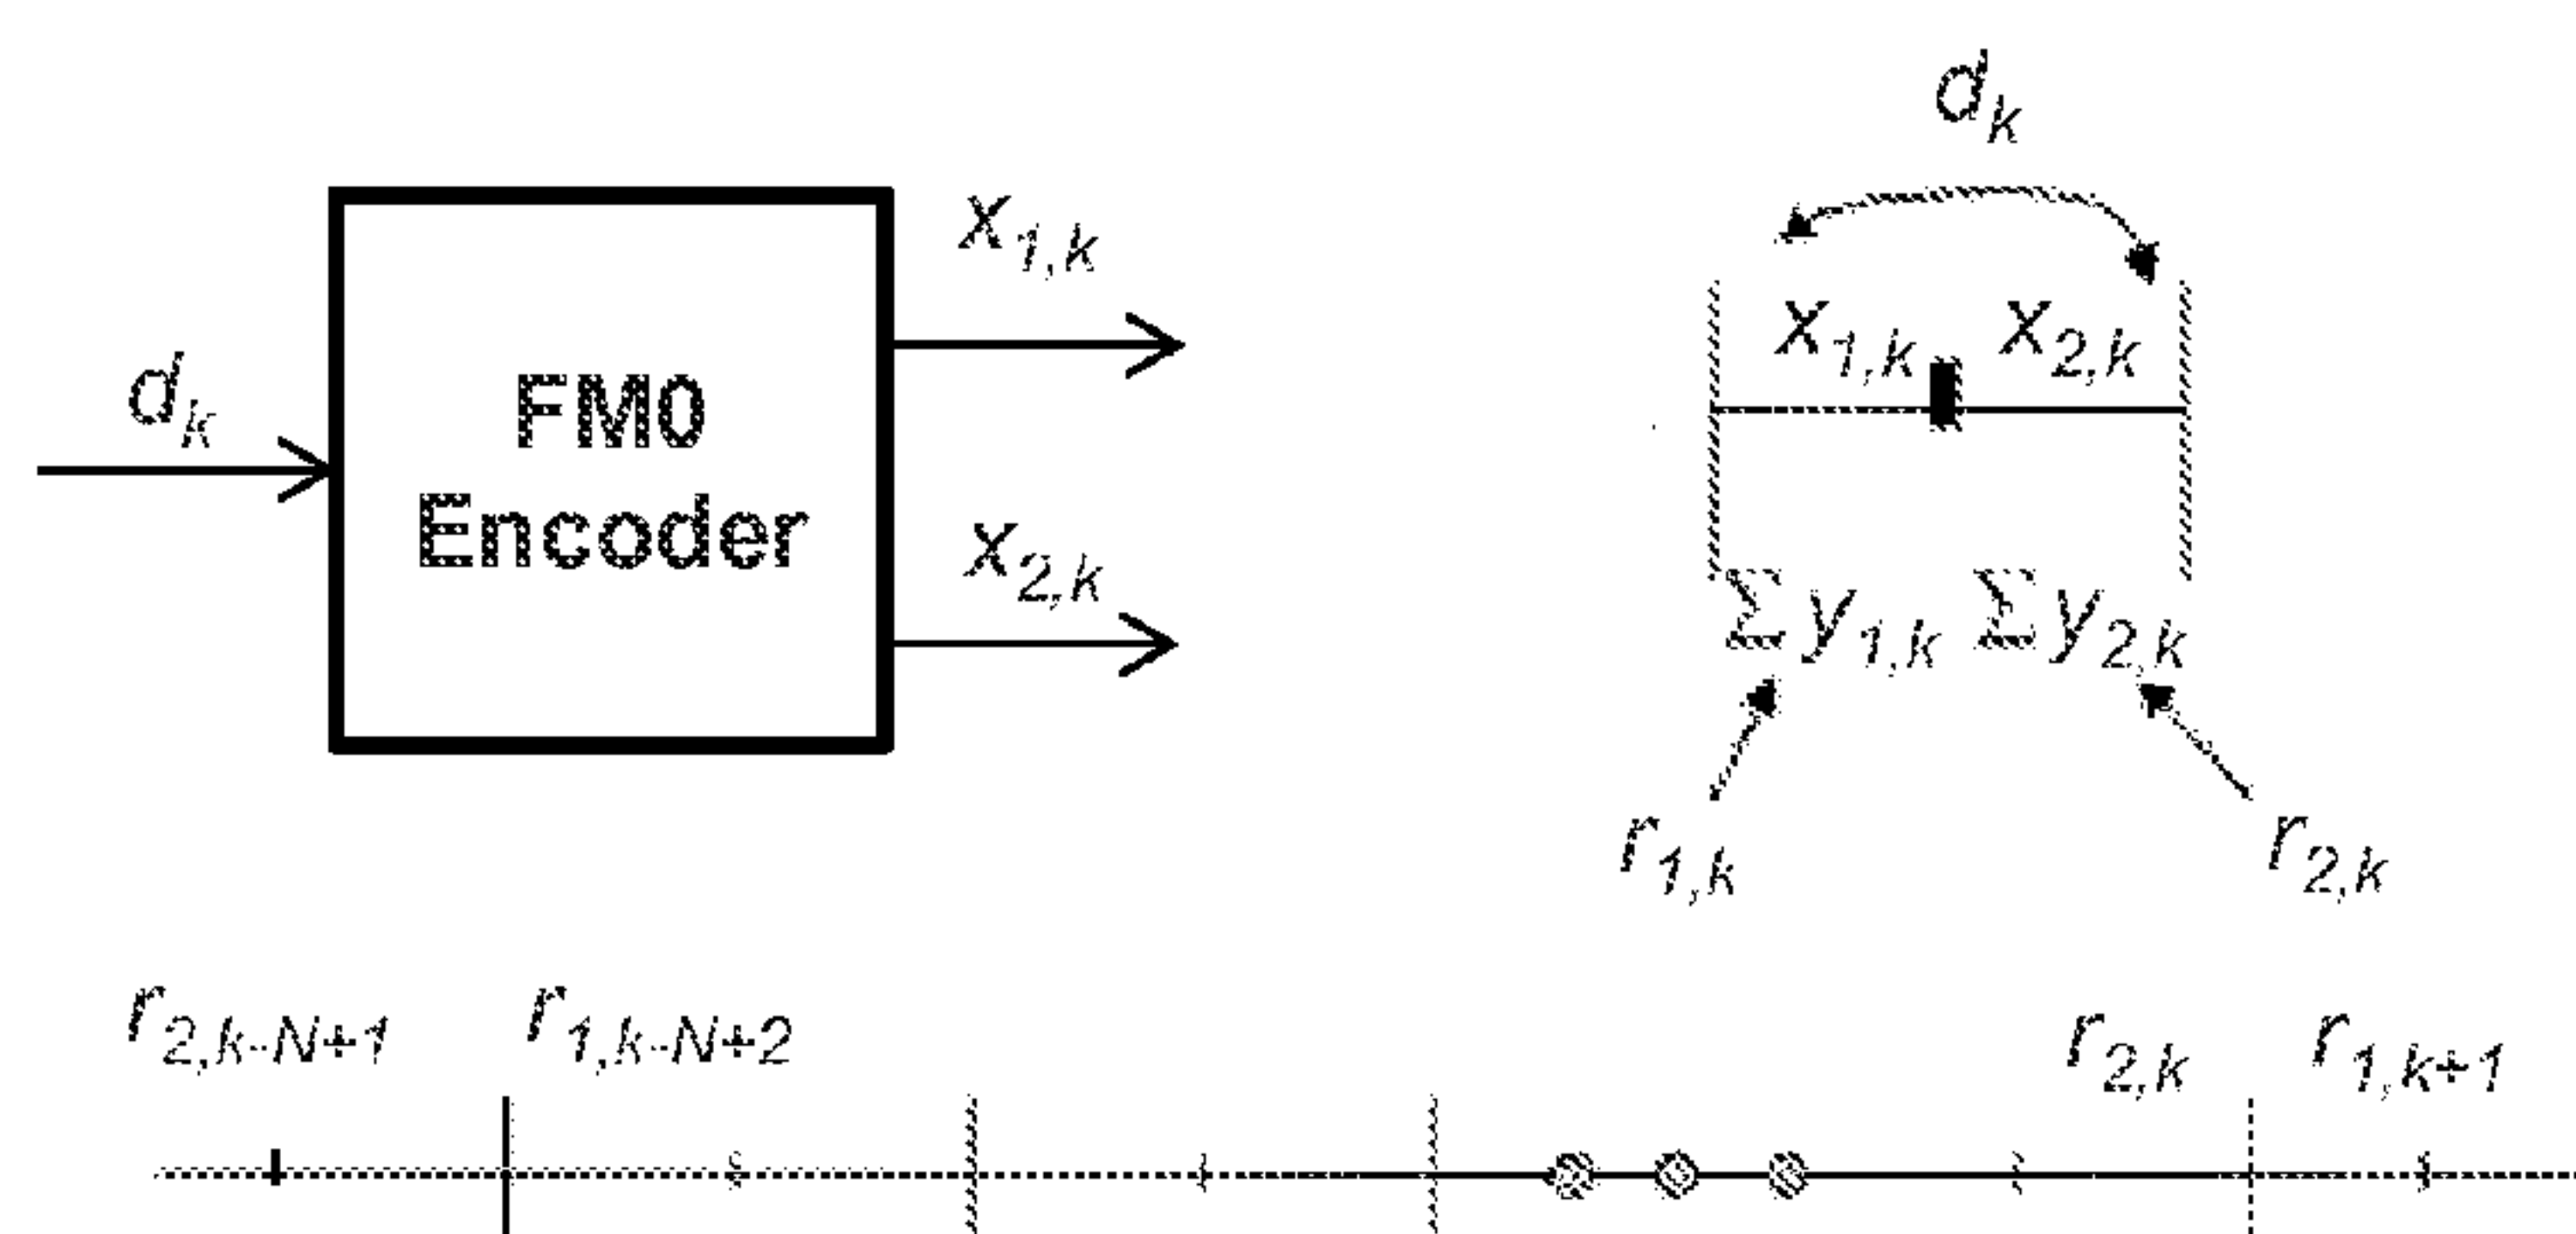 d_k
FM0
Encoder
x_{1,k}
x_{2,k}
d_k
x_{1,k} x_{2,k}
Σy_{1,k} Σy_{2,k}
r_{1,k} r_{2,k}
r_{2,k-N+1} r_{1,k-N+2} r_{2,k} r_{1,k+1}